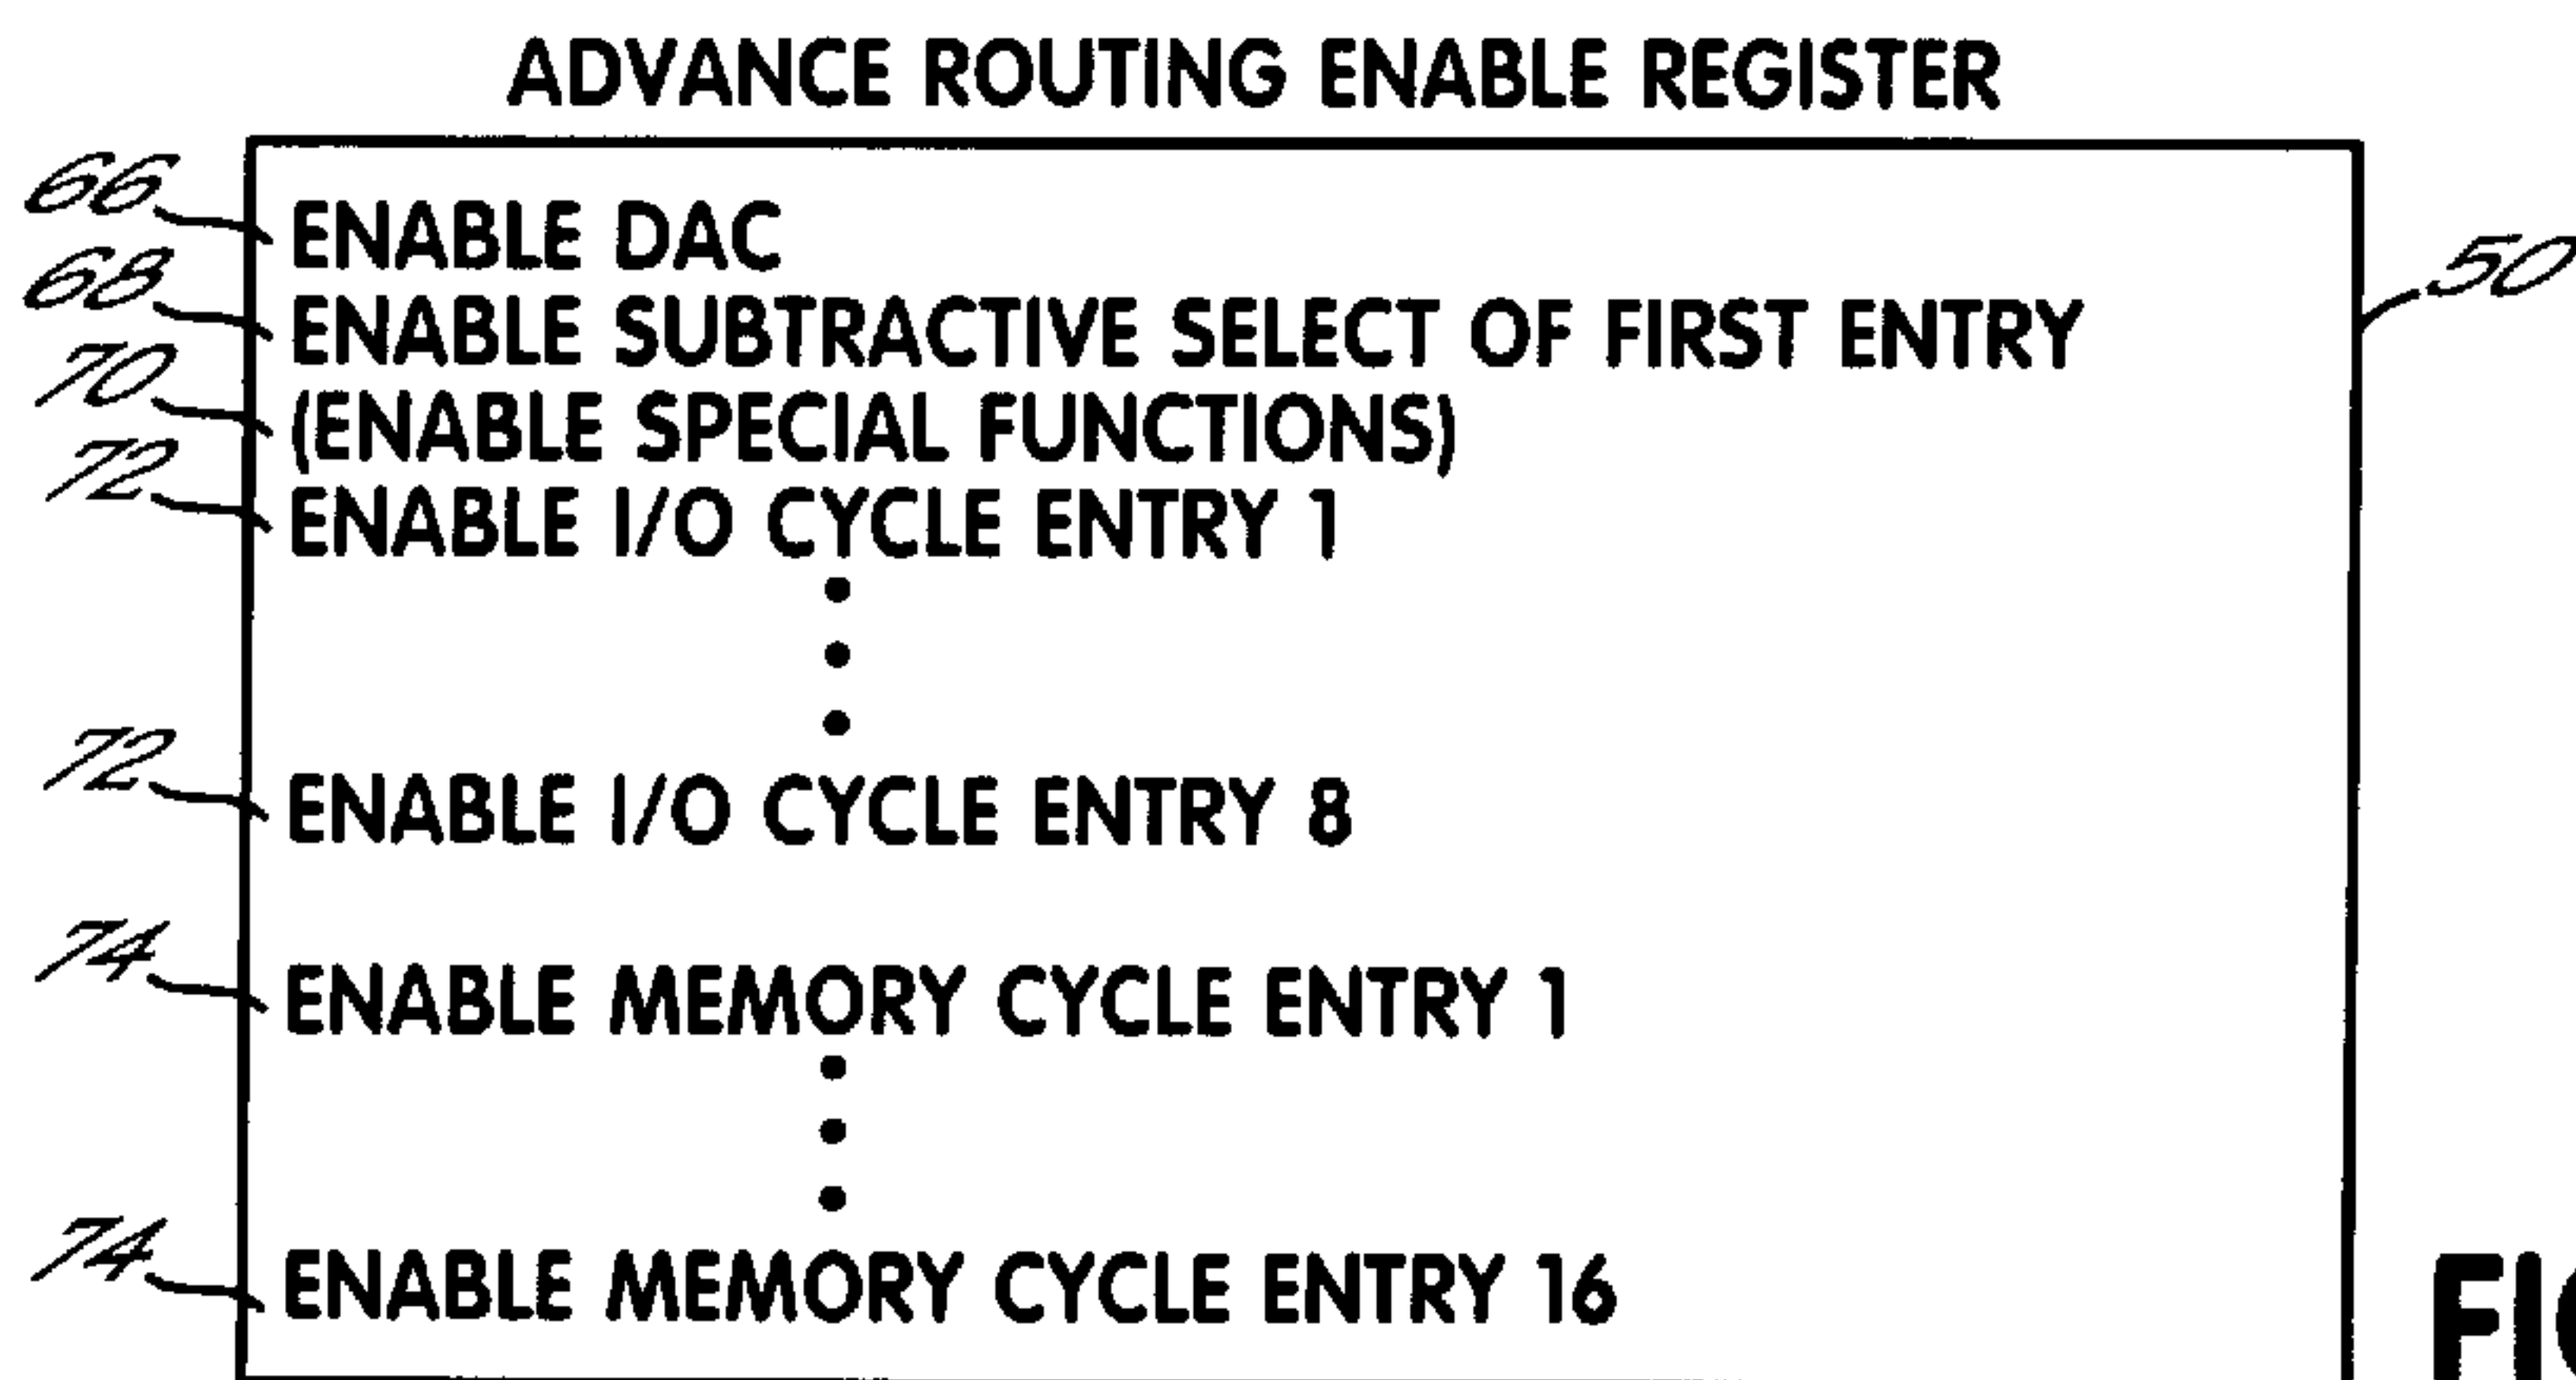 ADVANCE ROUTING ENABLE REGISTER
66 ENABLE DAC
68 ENABLE SUBTRACTIVE SELECT OF FIRST ENTRY
50
70 (ENABLE SPECIAL FUNCTIONS)
72 ENABLE I/O CYCLE ENTRY 1
72 ENABLE I/O CYCLE ENTRY 8
74 ENABLE MEMORY CYCLE ENTRY 1
74 ENABLE MEMORY CYCLE ENTRY 16